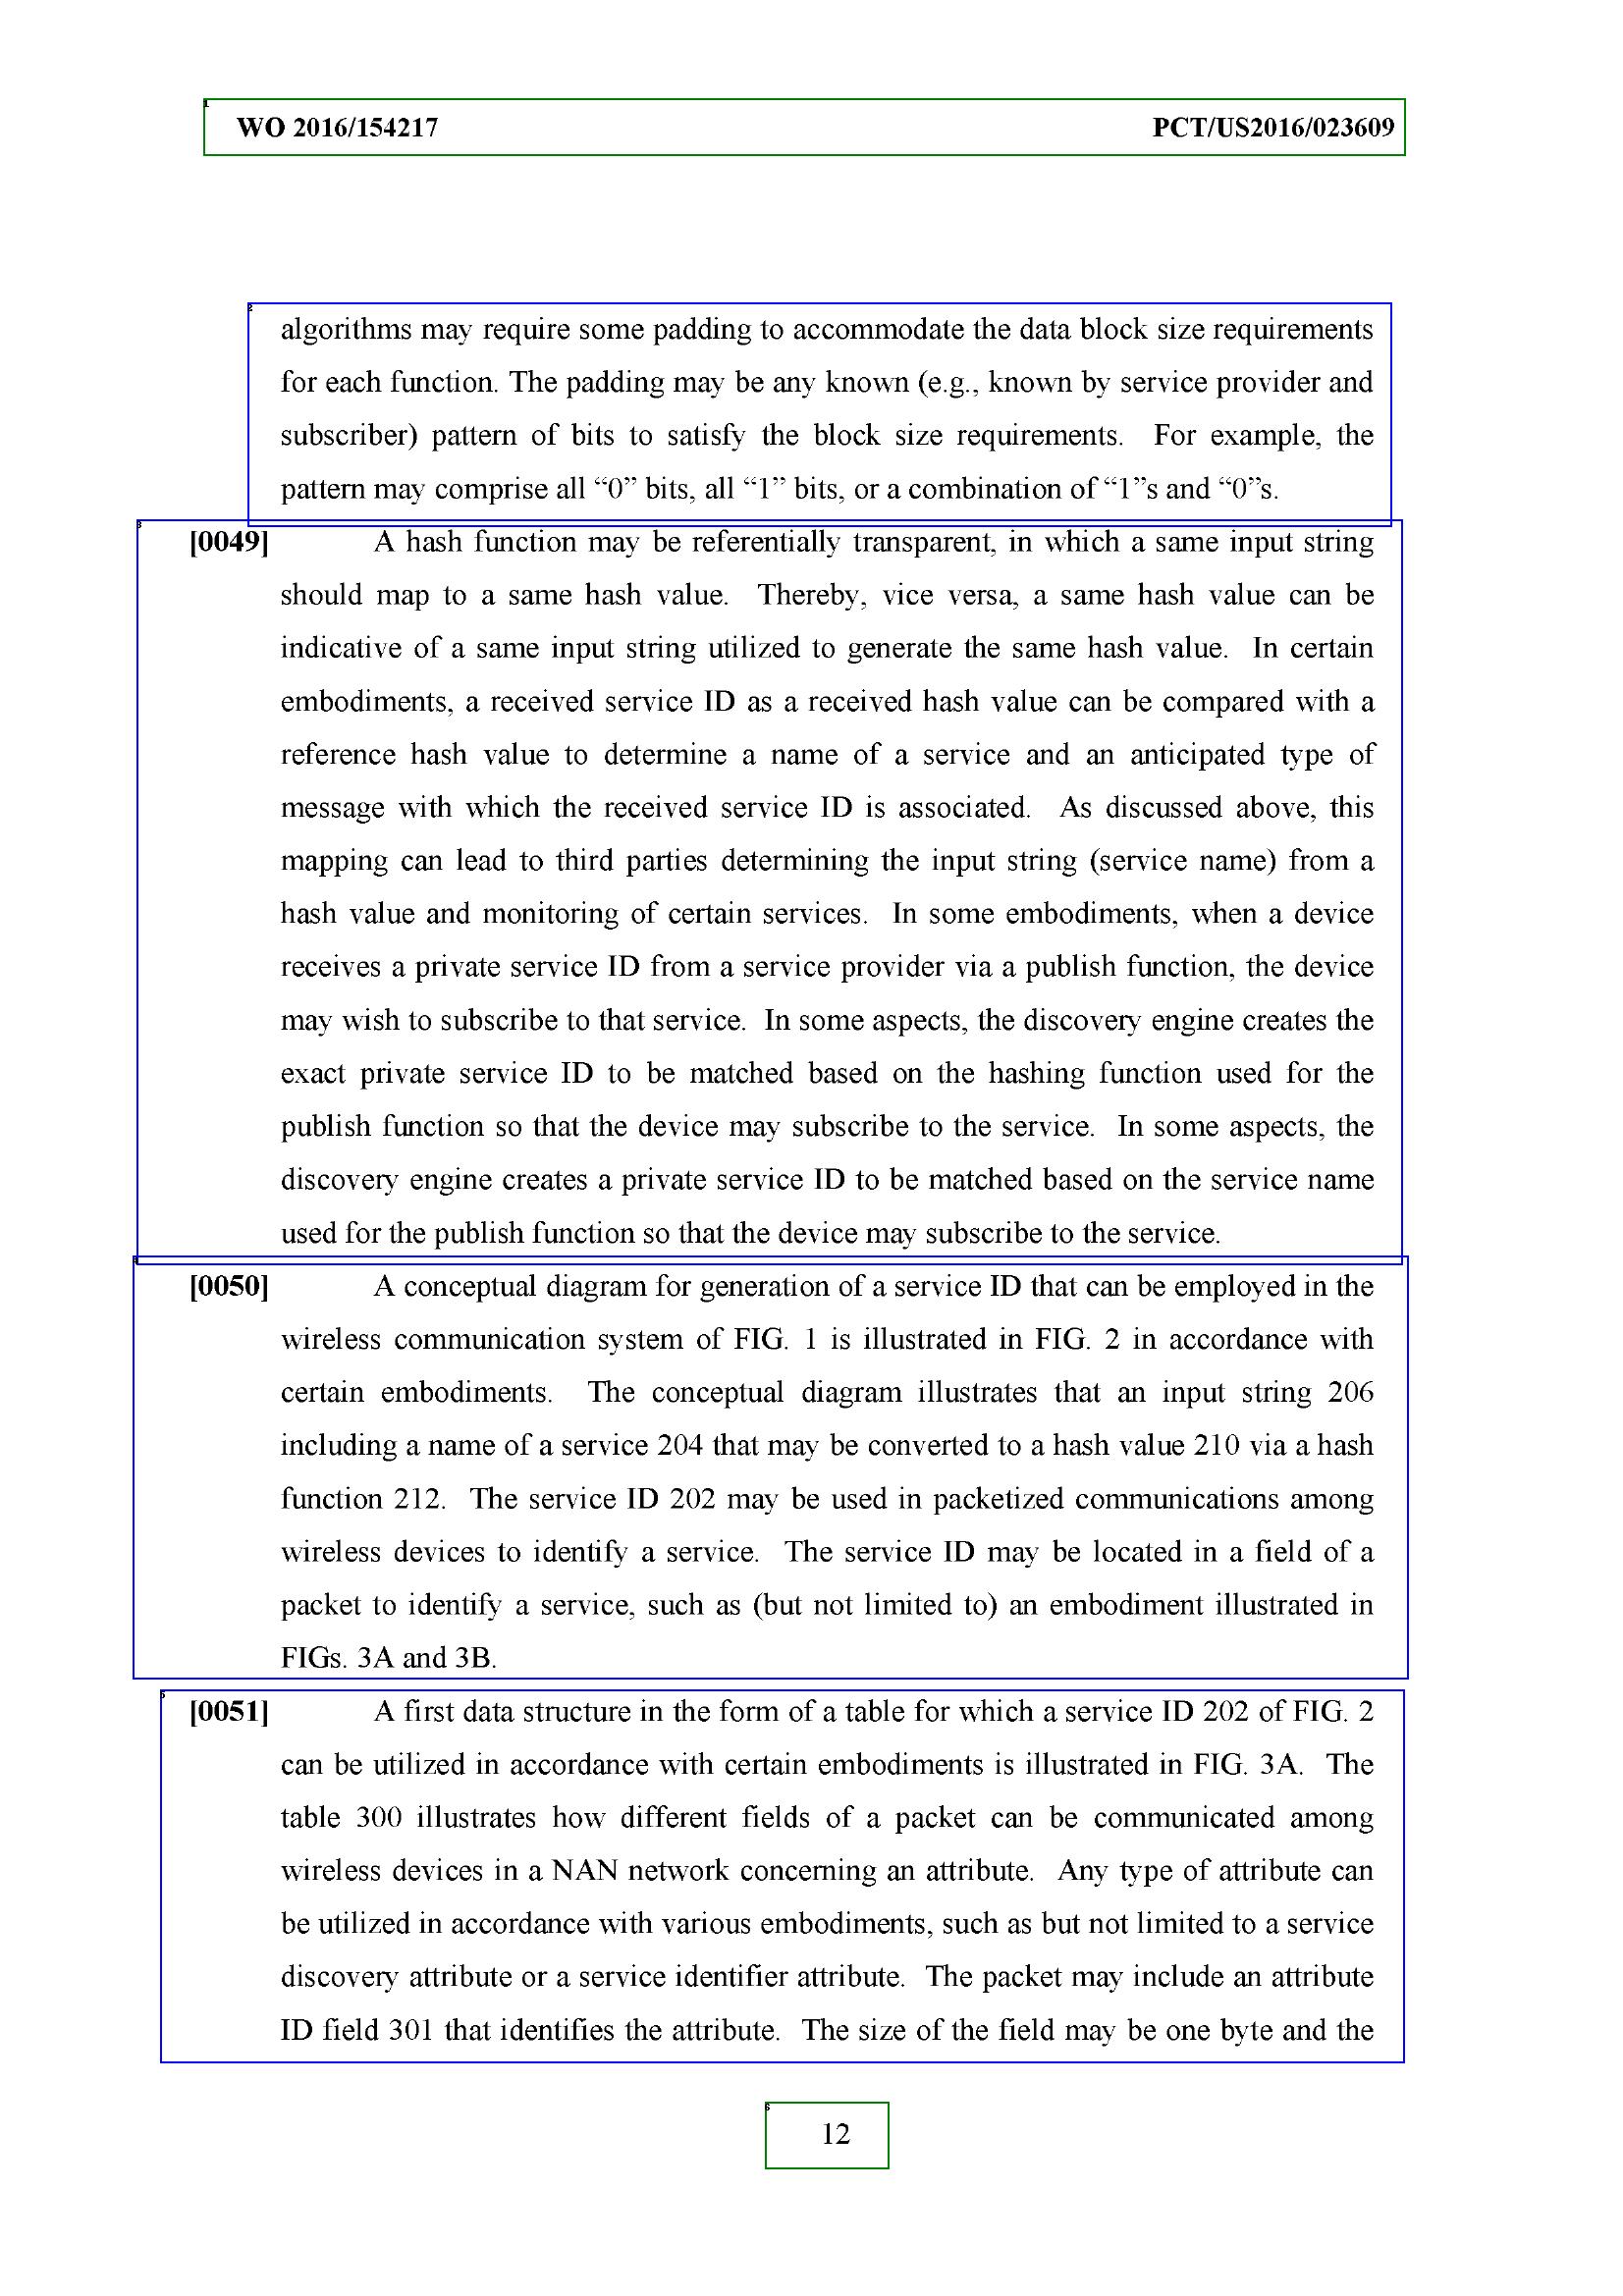 WO 2016/154217 PCT/US2016/023609
algorithms may require some padding to accommodate the data block size requirements
for each function. The padding may be any known (e.g., known by service provider and
subscriber) pattern of bits to satisfy the block size requirements. For example, the
pattern may comprise all “0” bits, all “1” bits, or a combination of “1”s and “0”s.
[0049] A hash function may be referentially transparent, in which a same input string
should map to a same hash value. Thereby, vice versa, a same hash value can be
indicative of a same input string utilized to generate the same hash value. In certain
embodiments, a received service ID as a received hash value can be compared with a
reference hash value to determine a name of a service and an anticipated type of
message with which the received service ID is associated. As discussed above, this
mapping can lead to third parties determining the input string (service name) from a
hash value and monitoring of certain services. In some embodiments, when a device
receives a private service ID from a service provider via a publish function, the device
may wish to subscribe to that service. In some aspects, the discovery engine creates the
exact private service ID to be matched based on the hashing function used for the
publish function so that the device may subscribe to the service. In some aspects, the
discovery engine creates a private service ID to be matched based on the service name
used for the publish function so that the device may subscribe to the service.
[0050] A conceptual diagram for generation of a service ID that can be employed in the
wireless communication system of FIG. 1 is illustrated in FIG. 2 in accordance with
certain embodiments. The conceptual diagram illustrates that an input string 206
including a name of a service 204 that may be converted to a hash value 210 via a hash
function 212. The service ID 202 may be used in packetized communications among
wireless devices to identify a service. The service ID may be located in a field of a
packet to identify a service, such as (but not limited to) an embodiment illustrated in
FIGs. 3A and 3B.
[0051] A first data structure in the form of a table for which a service ID 202 of FIG. 2
can be utilized in accordance with certain embodiments is illustrated in FIG. 3A. The
table 300 illustrates how different fields of a packet can be communicated among
wireless devices in a NAN network concerning an attribute. Any type of attribute can
be utilized in accordance with various embodiments, such as but not limited to a service
discovery attribute or a service identifier attribute. The packet may include an attribute
ID field 301 that identifies the attribute. The size of the field may be one byte and the
12